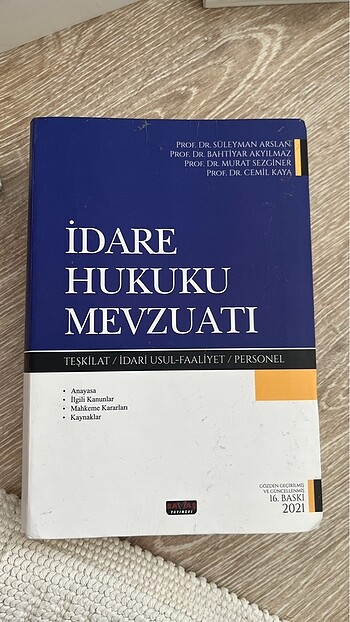 PROF. DR. SÜLEYMAN ARSLAN
PROF. DR. BAHTİYAR AKYILMAZ
PROF. DR. MURAT SEZGİNER
PROF. DR. CEMİL KAYA
İDARE
HUKUKU
MEVZUATI
TEŞKİLAT / İDARİ USUL-FAALİYET / PERSONEL
• Anayasa
• İlgili Kanunlar
• Mahkeme Kararları
• Kaynaklar
GÖZDEN GEÇİRİLMİŞ
VE GÜNCELLENMİŞ
16. BASKI
2021
SAVAŞ
YAYINEVİ